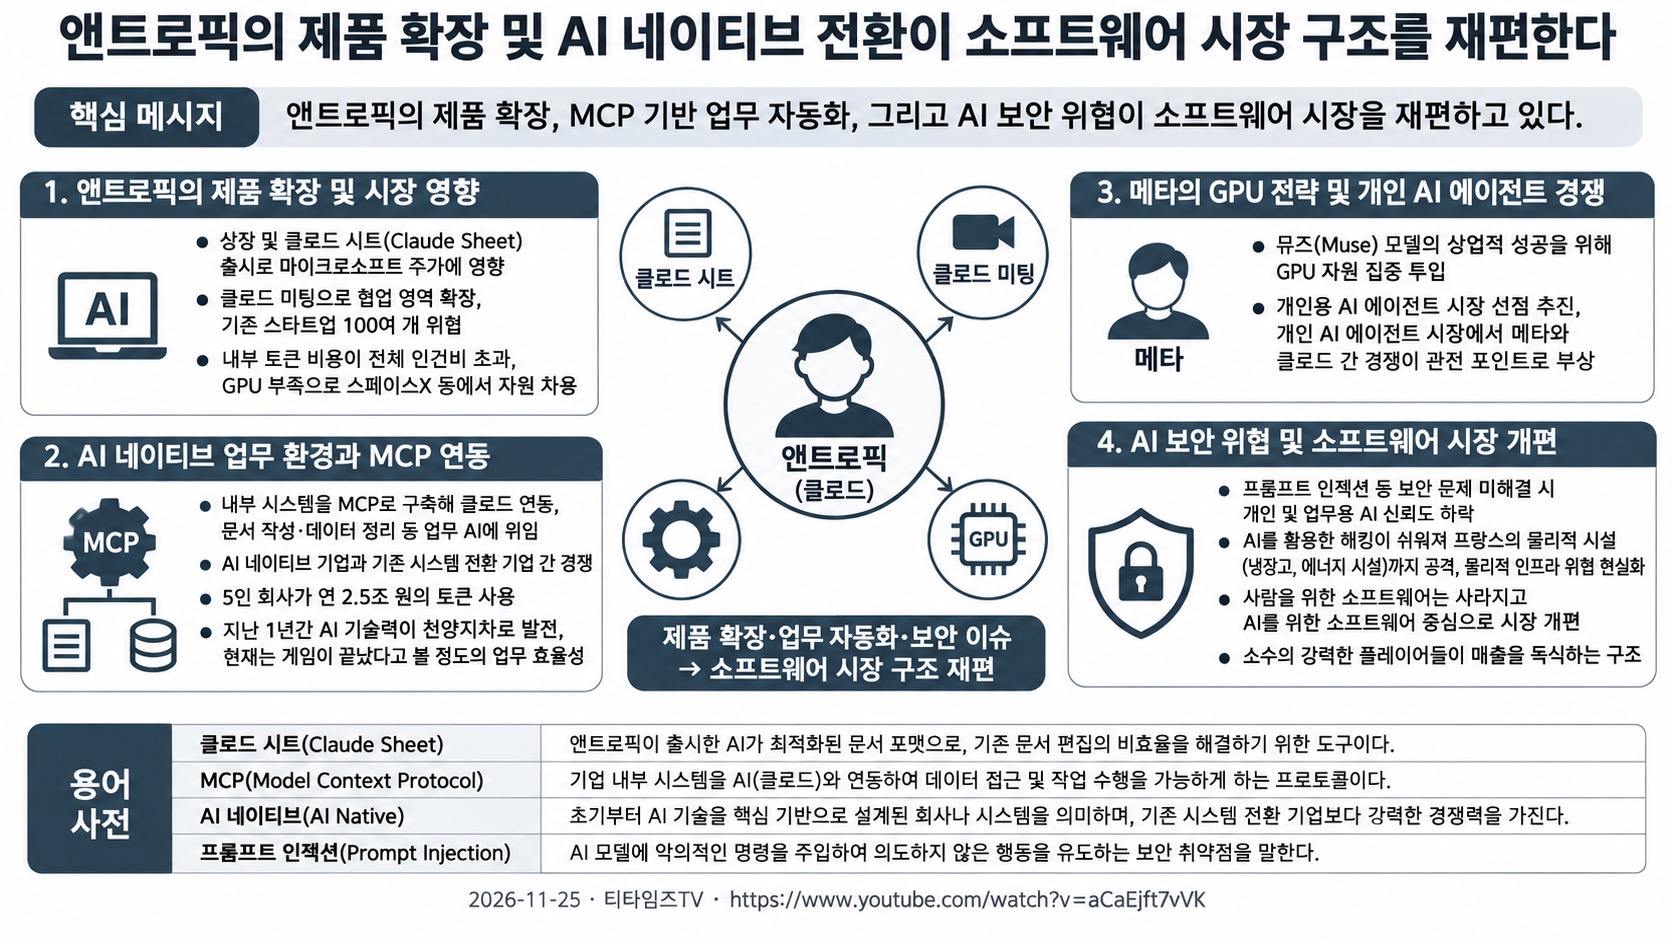 앤트로픽의 제품 확장 및 AI 네이티브 전환이 소프트웨어 시장 구조를 재편한다
핵심 메시지
앤트로픽의 제품 확장, MCP 기반 업무 자동화, 그리고 AI 보안 위협이 소프트웨어 시장을 재편하고 있다.
1. 앤트로픽의 제품 확장 및 시장 영향
AI
● 상장 및 클로드 시트(Claude Sheet)
출시로 마이크로소프트 주가에 영향
● 클로드 미팅으로 협업 영역 확장,
기존 스타트업 100여 개 위협
● 내부 토큰 비용이 전체 인건비 초과,
GPU 부족으로 스페이스X 등에서 자원 차용
2. AI 네이티브 업무 환경과 MCP 연동
MCP
● 내부 시스템을 MCP로 구축해 클로드 연동,
문서 작성·데이터 정리 등 업무 AI에 위임
● AI 네이티브 기업과 기존 시스템 전환 기업 간 경쟁
● 5인 회사가 연 2.5조 원의 토큰 사용
● 지난 1년간 AI 기술력이 천양지차로 발전,
현재는 게임이 끝났다고 볼 정도의 업무 효율성
클로드 시트
클로드 미팅
앤트로픽
(클로드)
GPU
제품 확장·업무 자동화·보안 이슈
→ 소프트웨어 시장 구조 재편
3. 메타의 GPU 전략 및 개인 AI 에이전트 경쟁
메타
● 뮤즈(Muse) 모델의 상업적 성공을 위해
GPU 자원 집중 투입
● 개인용 AI 에이전트 시장 선점 추진,
개인 AI 에이전트 시장에서 메타와
클로드 간 경쟁이 관전 포인트로 부상
4. AI 보안 위협 및 소프트웨어 시장 개편
● 프롬프트 인젝션 등 보안 문제 미해결 시
개인 및 업무용 AI 신뢰도 하락
● AI를 활용한 해킹이 쉬워져 프랑스의 물리적 시설
(냉장고, 에너지 시설)까지 공격, 물리적 인프라 위협 현실화
● 사람을 위한 소프트웨어는 사라지고
AI를 위한 소프트웨어 중심으로 시장 개편
● 소수의 강력한 플레이어들이 매출을 독식하는 구조
용어
사전
클로드 시트(Claude Sheet)
앤트로픽이 출시한 AI가 최적화된 문서 포맷으로, 기존 문서 편집의 비효율을 해결하기 위한 도구이다.
MCP(Model Context Protocol)
기업 내부 시스템을 AI(클로드)와 연동하여 데이터 접근 및 작업 수행을 가능하게 하는 프로토콜이다.
AI 네이티브(AI Native)
초기부터 AI 기술을 핵심 기반으로 설계된 회사나 시스템을 의미하며, 기존 시스템 전환 기업보다 강력한 경쟁력을 가진다.
프롬프트 인잭션(Prompt Injection)
AI 모델에 악의적인 명령을 주입하여 의도하지 않은 행동을 유도하는 보안 취약점을 말한다.
2026-11-25 · 티타임즈TV · https://www.youtube.com/watch?v=aCaEjft7vVK